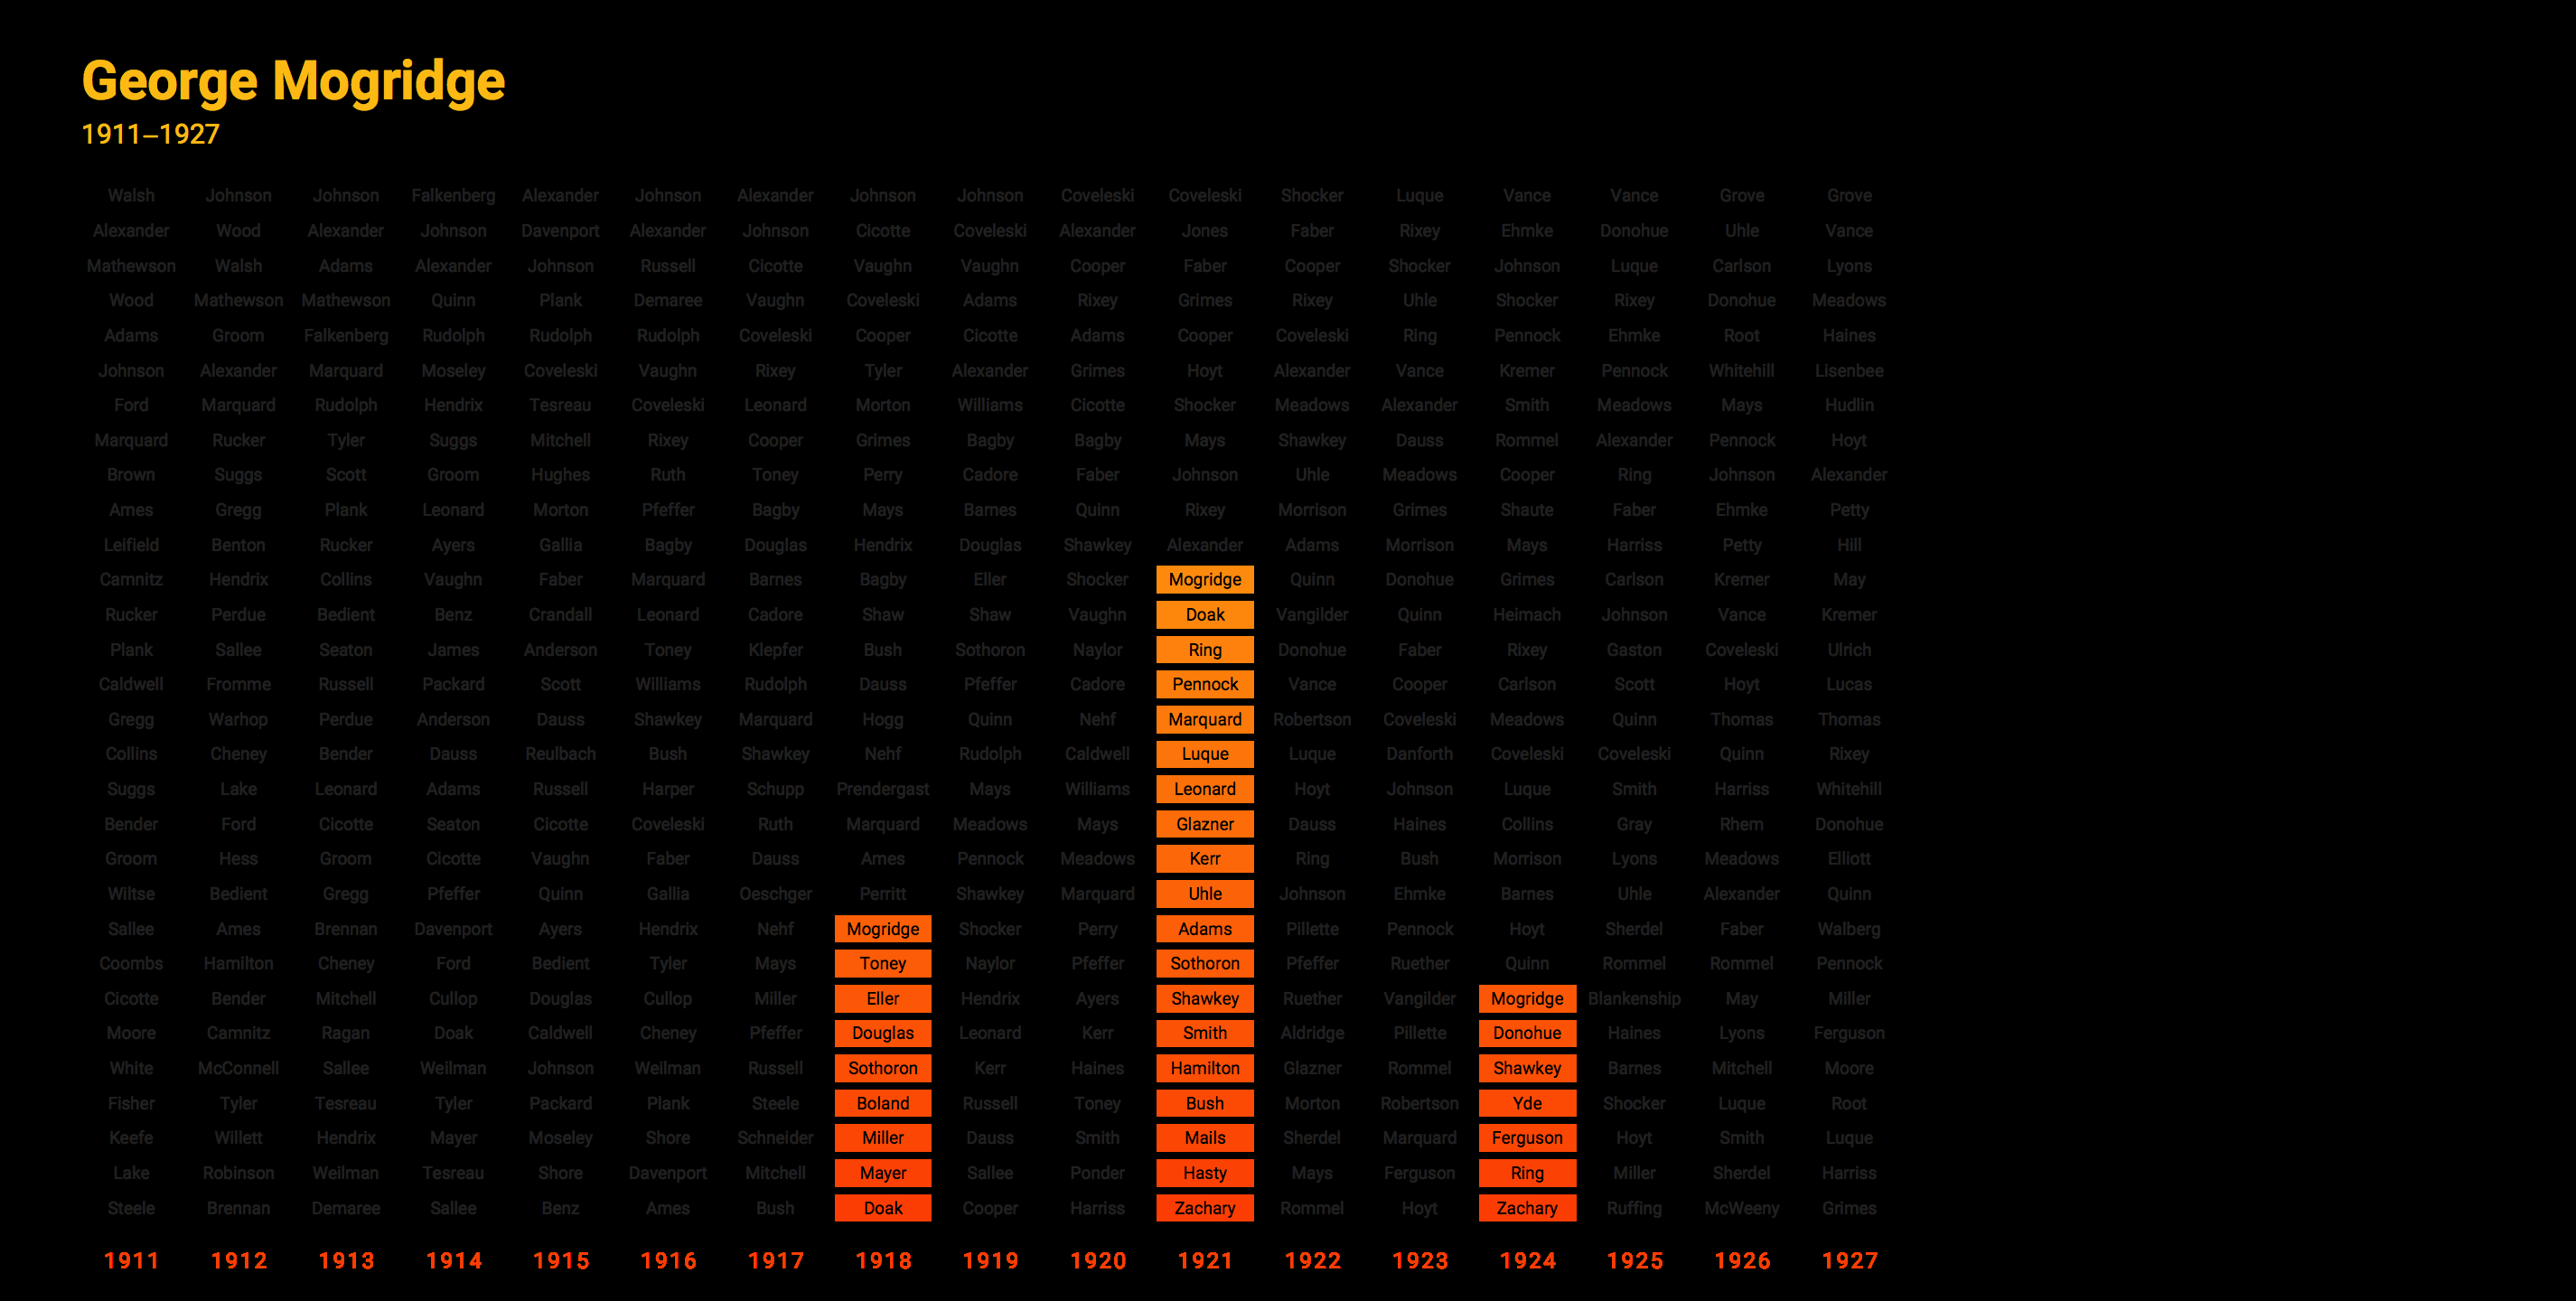 George Mogridge
1911–1927
Walsh Johnson Johnson Falkenberg Alexander Johnson Alexander Johnson Johnson Coveleski Coveleski Shocker Luque Vance Vance Grove Grove
Alexander Wood Alexander Johnson Davenport Alexander Johnson Cicotte Coveleski Alexander Jones Faber Rixey Ehmke Donohue Uhle Vance
Mathewson Walsh Adams Alexander Johnson Russell Cicotte Vaughn Vaughn Cooper Faber Cooper Shocker Johnson Luque Carlson Lyons
Wood Mathewson Mathewson Quinn Plank Demaree Vaughn Coveleski Adams Rixey Grimes Rixey Uhle Shocker Rixey Donohue Meadows
Adams Groom Falkenberg Rudolph Rudolph Rudolph Coveleski Cooper Cicotte Adams Cooper Coveleski Ring Pennock Ehmke Root Haines
Johnson Alexander Marquard Moseley Coveleski Vaughn Rixey Tyler Alexander Grimes Hoyt Alexander Vance Kremer Pennock Whitehill Lisenbee
Ford Marquard Rudolph Hendrix Tesreau Coveleski Leonard Morton Williams Cicotte Shocker Meadows Alexander Smith Meadows Mays Hudlin
Marquard Rucker Tyler Suggs Mitchell Rixey Cooper Grimes Bagby Bagby Mays Shawkey Dauss Rommel Alexander Pennock Hoyt
Brown Suggs Scott Groom Hughes Ruth Toney Perry Cadore Faber Johnson Uhle Meadows Cooper Ring Johnson Alexander
Ames Gregg Plank Leonard Morton Pfeffer Bagby Mays Barnes Quinn Rixey Morrison Grimes Shaute Faber Ehmke Petty
Leifield Benton Rucker Ayers Gallia Bagby Douglas Hendrix Douglas Shawkey Alexander Adams Morrison Mays Harriss Petty Hill
Camnitz Hendrix Collins Vaughn Faber Marquard Barnes Bagby Eller Shocker Mogridge Quinn Donohue Grimes Carlson Kremer May
Rucker Perdue Bedient Benz Crandall Leonard Cadore Shaw Shaw Vaughn Doak Vangilder Quinn Heimach Johnson Vance Kremer
Plank Sallee Seaton James Anderson Toney Klepfer Bush Sothoron Naylor Ring Donohue Faber Rixey Gaston Coveleski Ulrich
Caldwell Fromme Russell Packard Scott Williams Rudolph Dauss Pfeffer Cadore Pennock Vance Cooper Carlson Scott Hoyt Lucas
Gregg Warhop Perdue Anderson Dauss Shawkey Marquard Hogg Quinn Nehf Marquard Robertson Coveleski Meadows Quinn Thomas Thomas
Collins Cheney Bender Dauss Reulbach Bush Shawkey Nehf Rudolph Caldwell Luque Luque Danforth Coveleski Coveleski Quinn Rixey
Suggs Lake Leonard Adams Russell Harper Schupp Prendergast Mays Williams Leonard Hoyt Johnson Luque Smith Harriss Whitehill
Bender Ford Cicotte Seaton Cicotte Coveleski Ruth Marquard Meadows Mays Glazner Dauss Haines Collins Gray Rhem Donohue
Groom Hess Groom Cicotte Vaughn Faber Dauss Ames Pennock Meadows Kerr Ring Bush Morrison Lyons Meadows Elliott
Wiltse Bedient Gregg Pfeffer Quinn Gallia Oeschger Perritt Shawkey Marquard Uhle Johnson Ehmke Barnes Uhle Alexander Quinn
Sallee Ames Brennan Davenport Ayers Hendrix Nehf Mogridge Shocker Perry Adams Pillette Pennock Hoyt Sherdel Faber Walberg
Coombs Hamilton Cheney Ford Bedient Tyler Mays Toney Naylor Pfeffer Sothoron Pfeffer Ruether Quinn Rommel Rommel Pennock
Cicotte Bender Mitchell Cullop Douglas Cullop Miller Eller Hendrix Ayers Shawkey Ruether Vangilder Mogridge Blankenship May Miller
Moore Camnitz Ragan Doak Caldwell Cheney Pfeffer Douglas Leonard Kerr Smith Aldridge Pillette Donohue Haines Lyons Ferguson
White McConnell Sallee Weilman Johnson Weilman Russell Sothoron Kerr Haines Hamilton Glazner Rommel Shawkey Barnes Mitchell Moore
Fisher Tyler Tesreau Tyler Packard Plank Steele Boland Russell Toney Bush Morton Robertson Yde Shocker Luque Root
Keefe Willett Hendrix Mayer Moseley Shore Schneider Miller Dauss Smith Mails Sherdel Marquard Ferguson Hoyt Smith Luque
Lake Robinson Weilman Tesreau Shore Davenport Mitchell Mayer Sallee Ponder Hasty Mays Ferguson Ring Miller Sherdel Harriss
Steele Brennan Demaree Sallee Benz Ames Bush Doak Cooper Harriss Zachary Rommel Hoyt Zachary Ruffing McWeeny Grimes
1911 1912 1913 1914 1915 1916 1917 1918 1919 1920 1921 1922 1923 1924 1925 1926 1927